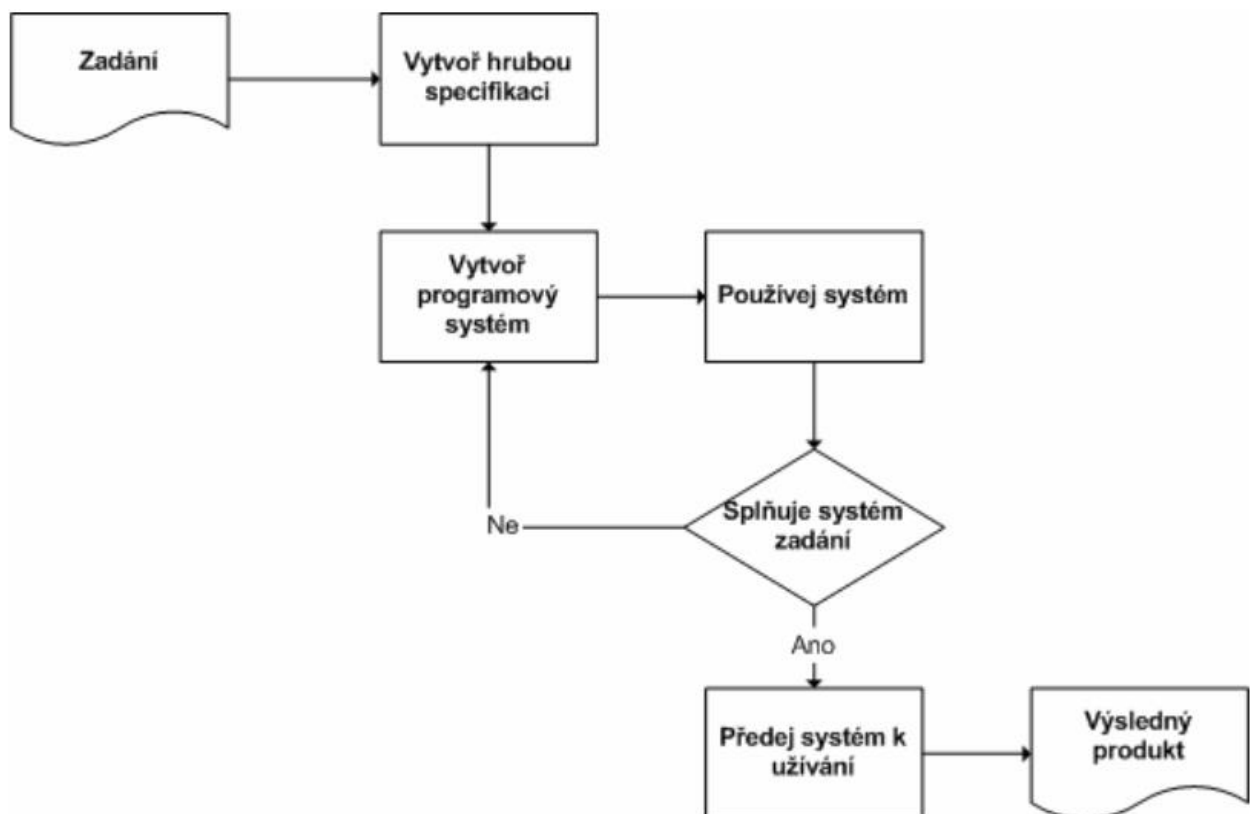 Zadání
Vytvoř hrubou
specifikaci
Vytvoř
programový
systém
Používej systém
Splňuje systém
zadání
Ne
Ano
Předej systém k
užívání
Výsledný
produkt